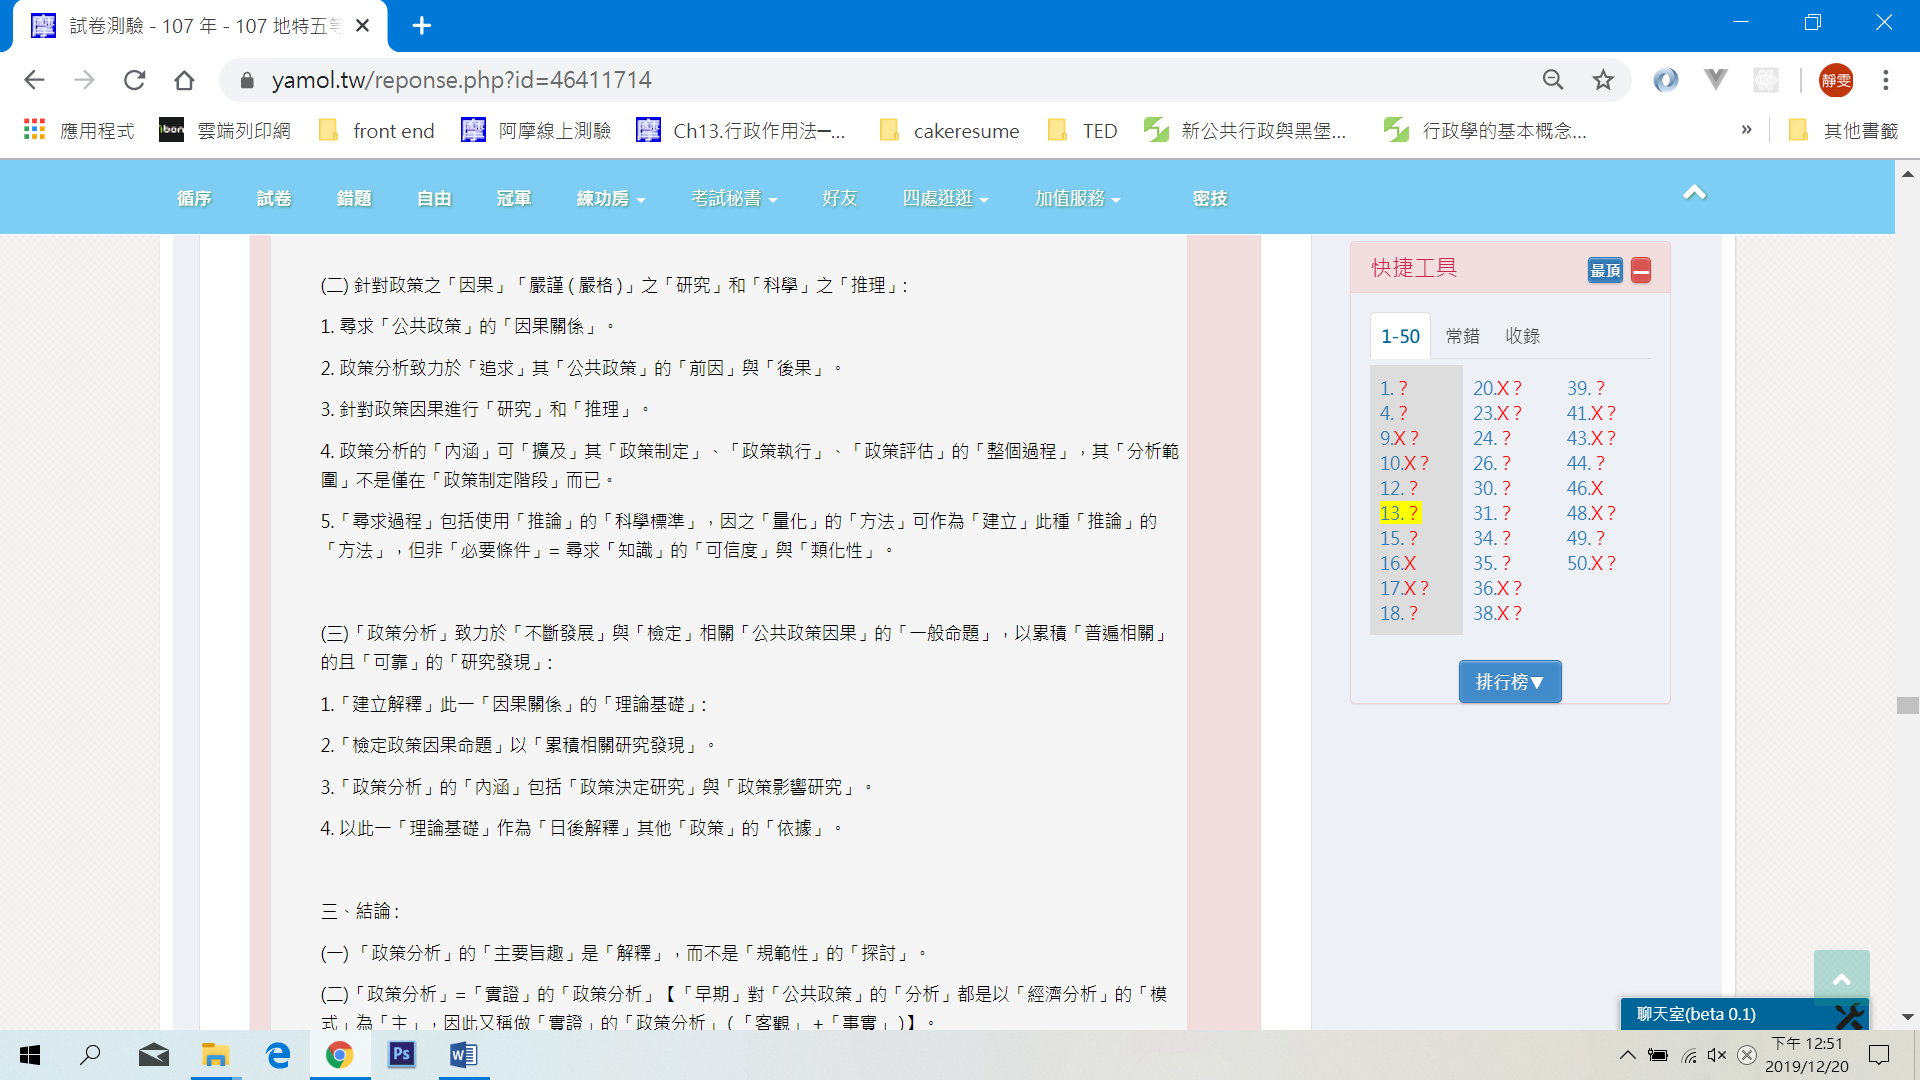 試卷測驗 - 107 年 - 107 地特五等
yamol.tw/reponse.php?id=46411714
靜雯
應用程式
ibon
雲端列印網
front end
阿摩線上測驗
Ch13.行政作用法─...
cakeresume
TED
新公共行政與黑堡...
行政學的基本概念...
»
其他書籤
循序
試卷
錯題
自由
冠軍
練功房
考試秘書
好友
四處逛逛
加值服務
密技
(二) 針對政策之「因果」「嚴謹 ( 嚴格 )」之「研究」和「科學」之「推理」:
1. 尋求「公共政策」的「因果關係」。
2. 政策分析致力於「追求」其「公共政策」的「前因」與「後果」。
3. 針對政策因果進行「研究」和「推理」。
4. 政策分析的「內涵」可「擴及」其「政策制定」、「政策執行」、「政策評估」的「整個過程」，其「分析範
圍」不是僅在「政策制定階段」而已。
5.「尋求過程」包括使用「推論」的「科學標準」，因之「量化」的「方法」可作為「建立」此種「推論」的
「方法」，但非「必要條件」= 尋求「知識」的「可信度」與「類化性」。
(三)「政策分析」致力於「不斷發展」與「檢定」相關「公共政策因果」的「一般命題」，以累積「普遍相關」
的且「可靠」的「研究發現」:
1.「建立解釋」此一「因果關係」的「理論基礎」:
2.「檢定政策因果命題」以「累積相關研究發現」。
3.「政策分析」的「內涵」包括「政策決定研究」與「政策影響研究」。
4. 以此一「理論基礎」作為「日後解釋」其他「政策」的「依據」。
三、結論 :
(一) 「政策分析」的「主要旨趣」是「解釋」，而不是「規範性」的「探討」。
(二)「政策分析」=「實證」的「政策分析」【「早期」對「公共政策」的「分析」都是以「經濟分析」的「模
式」為「主」，因此又稱做「實證」的「政策分析」( 「客觀」 +「事實」 )】。
快捷工具
最頂
1-50
常錯
收錄
1. ?
4. ?
9.X ?
10.X ?
12. ?
13. ?
15. ?
16.X
17.X ?
18. ?
20.X ?
23.X ?
24. ?
26. ?
30. ?
31. ?
34. ?
35. ?
36.X ?
38.X ?
39. ?
41.X ?
43.X ?
44. ?
46.X
48.X ?
49. ?
50.X ?
排行榜▼
聊天室(beta 0.1)
Ps
下午 12:51
2019/12/20